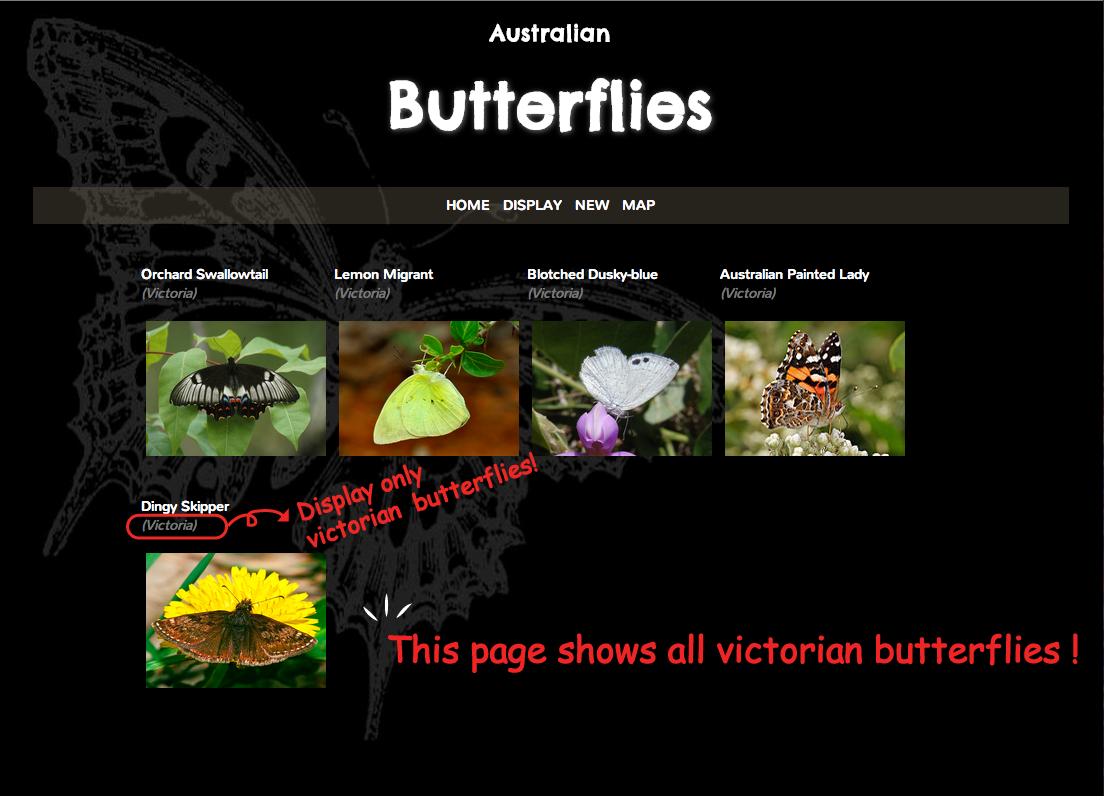 Australian
Butterflies
HOME DISPLAY NEW MAP
Orchard Swallowtail
(Victoria)
Lemon Migrant
(Victoria)
Blotched Dusky-blue
(Victoria)
Australian Painted Lady
(Victoria)
Dingy Skipper
(Victoria)
Display only
victorian butterflies!
This page shows all victorian butterflies !